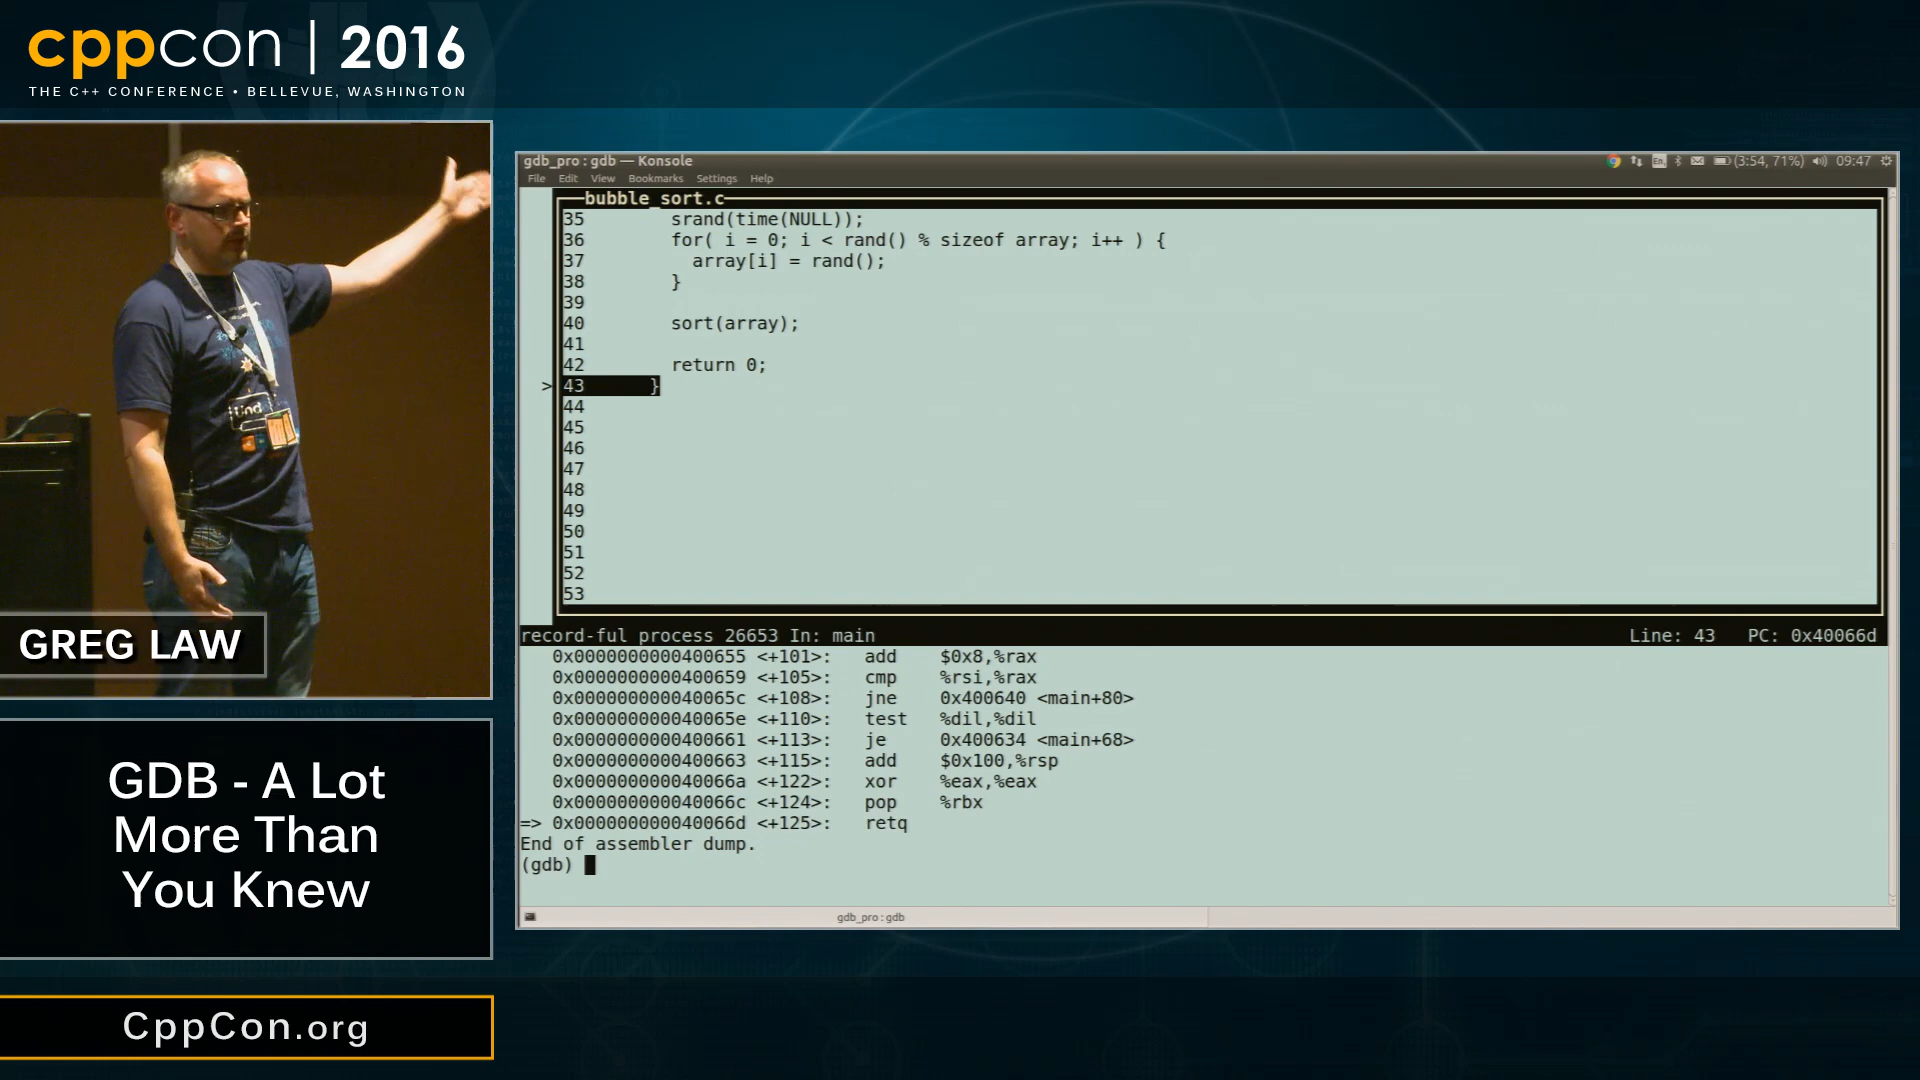 cppcon | 2016
THE C++ CONFERENCE • BELLEVUE, WASHINGTON
GREG LAW
GDB - A Lot
More Than
You Knew
CppCon.org
gdb_pro : gdb — Konsole
En
(3:54, 71%)
09:47
File Edit View Bookmarks Settings Help
bubble_sort.c
35 srand(time(NULL));
36 for( i = 0; i < rand() % sizeof array; i++ ) {
37 array[i] = rand();
38 }
39
40 sort(array);
41
42 return 0;
> 43 }
44
45
46
47
48
49
50
51
52
53
record-ful process 26653 In: main Line: 43 PC: 0x40066d
0x0000000000400655 <+101>: add $0x8,%rax
0x0000000000400659 <+105>: cmp %rsi,%rax
0x000000000040065c <+108>: jne 0x400640 <main+80>
0x000000000040065e <+110>: test %dil,%dil
0x0000000000400661 <+113>: je 0x400634 <main+68>
0x0000000000400663 <+115>: add $0x100,%rsp
0x000000000040066a <+122>: xor %eax,%eax
0x000000000040066c <+124>: pop %rbx
=> 0x000000000040066d <+125>: retq
End of assembler dump.
(gdb)
gdb_pro : gdb